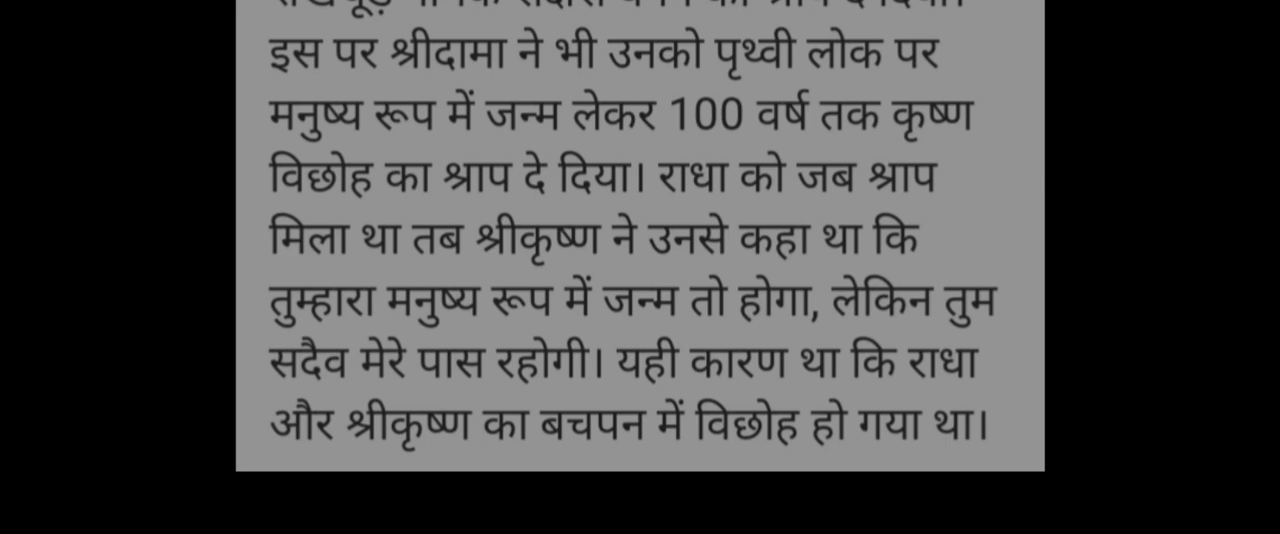 इस पर श्रीदामा ने भी उनको पृथ्वी लोक पर
मनुष्य रूप में जन्म लेकर 100 वर्ष तक कृष्ण
विछोह का श्राप दे दिया। राधा को जब श्राप
मिला था तब श्रीकृष्ण ने उनसे कहा था कि
तुम्हारा मनुष्य रूप में जन्म तो होगा, लेकिन तुम
सदैव मेरे पास रहोगी। यही कारण था कि राधा
और श्रीकृष्ण का बचपन में विछोह हो गया था।